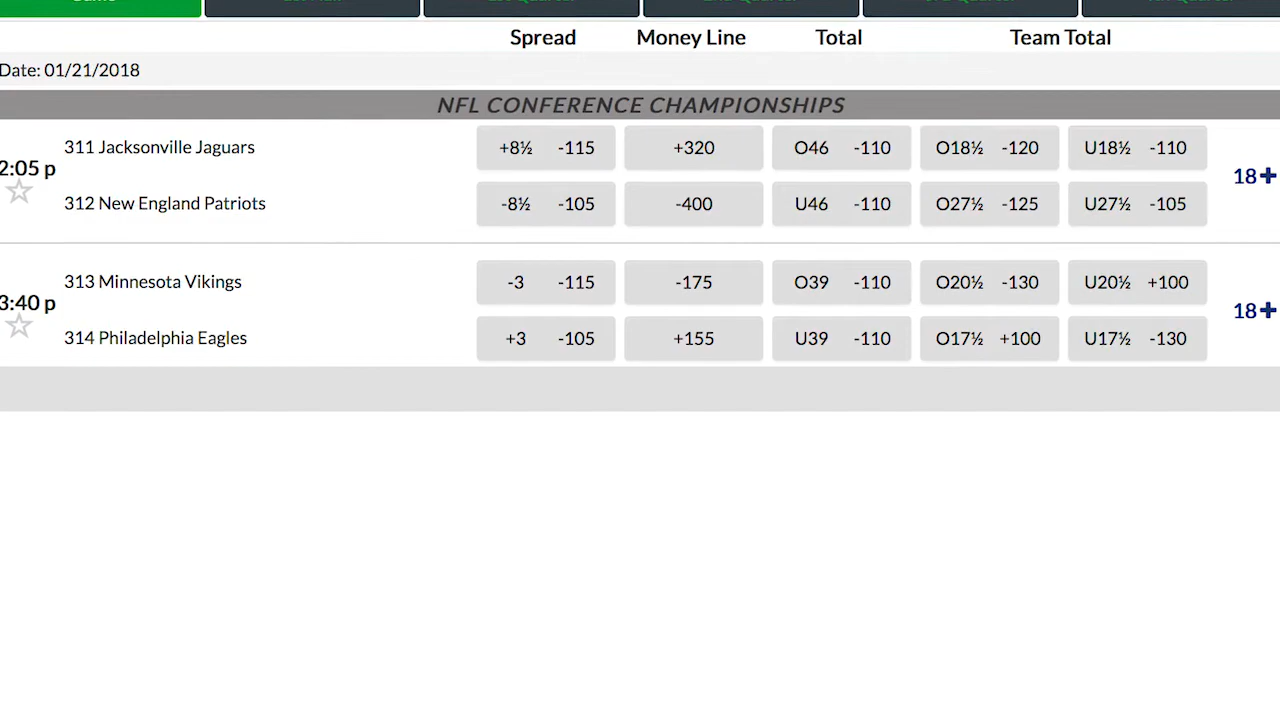 Spread Money Line Total Team Total
Date: 01/21/2018
NFL CONFERENCE CHAMPIONSHIPS
2:05 p
311 Jacksonville Jaguars +8½ -115 +320 O46 -110 O18½ -120 U18½ -110
312 New England Patriots -8½ -105 -400 U46 -110 O27½ -125 U27½ -105
18+
3:40 p
313 Minnesota Vikings -3 -115 -175 O39 -110 O20½ -130 U20½ +100
314 Philadelphia Eagles +3 -105 +155 U39 -110 O17½ +100 U17½ -130
18+